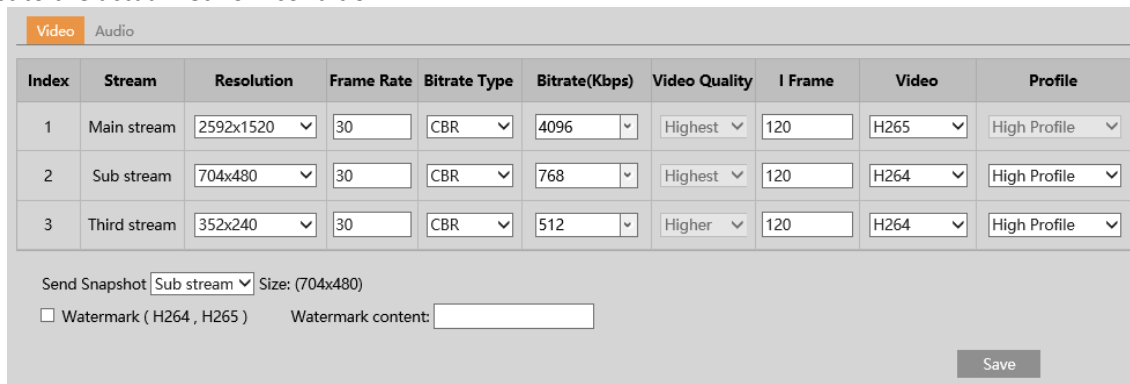 Video Audio
Index Stream Resolution Frame Rate Bitrate Type Bitrate(Kbps) Video Quality I Frame Video Profile
1 Main stream 2592x1520 30 CBR 4096 Highest 120 H265 High Profile
2 Sub stream 704x480 30 CBR 768 Highest 120 H264 High Profile
3 Third stream 352x240 30 CBR 512 Higher 120 H264 High Profile
Send Snapshot Sub stream Size: (704x480)
Watermark ( H264 , H265 ) Watermark content:
Save